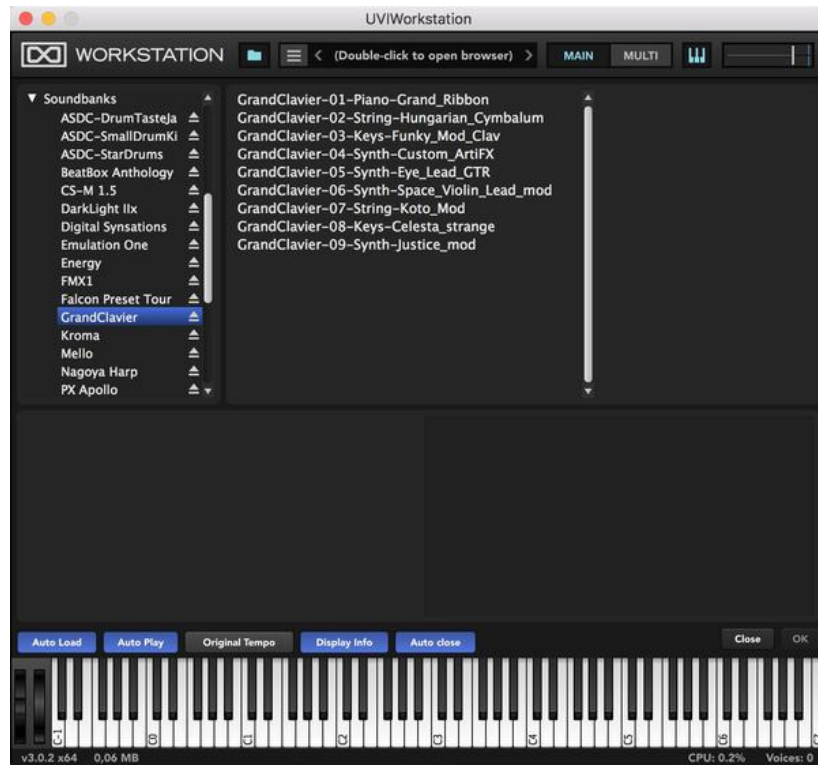 UVIWorkstation
WORKSTATION
< (Double-click to open browser) >
MAIN
MULTI
▼ Soundbanks
ASDC-DrumTasteJa
ASDC-SmallDrumKi
ASDC-StarDrums
BeatBox Anthology
CS-M 1.5
DarkLight IIx
Digital Synsations
Emulation One
Energy
FMX1
Falcon Preset Tour
GrandClavier
Kroma
Mello
Nagoya Harp
PX Apollo
GrandClavier-01-Piano-Grand_Ribbon
GrandClavier-02-String-Hungarian_Cymbalum
GrandClavier-03-Keys-Funky_Mod_Clav
GrandClavier-04-Synth-Custom_ArtiFX
GrandClavier-05-Synth-Eye_Lead_GTR
GrandClavier-06-Synth-Space_Violin_Lead_mod
GrandClavier-07-String-Koto_Mod
GrandClavier-08-Keys-Celesta_strange
GrandClavier-09-Synth-Justice_mod
Auto Load
Auto Play
Original Tempo
Display Info
Auto close
Close
OK
C-1
C0
C1
C2
C3
C4
C5
C6
v3.0.2 x64
0,06 MB
CPU: 0.2%
Voices: 0